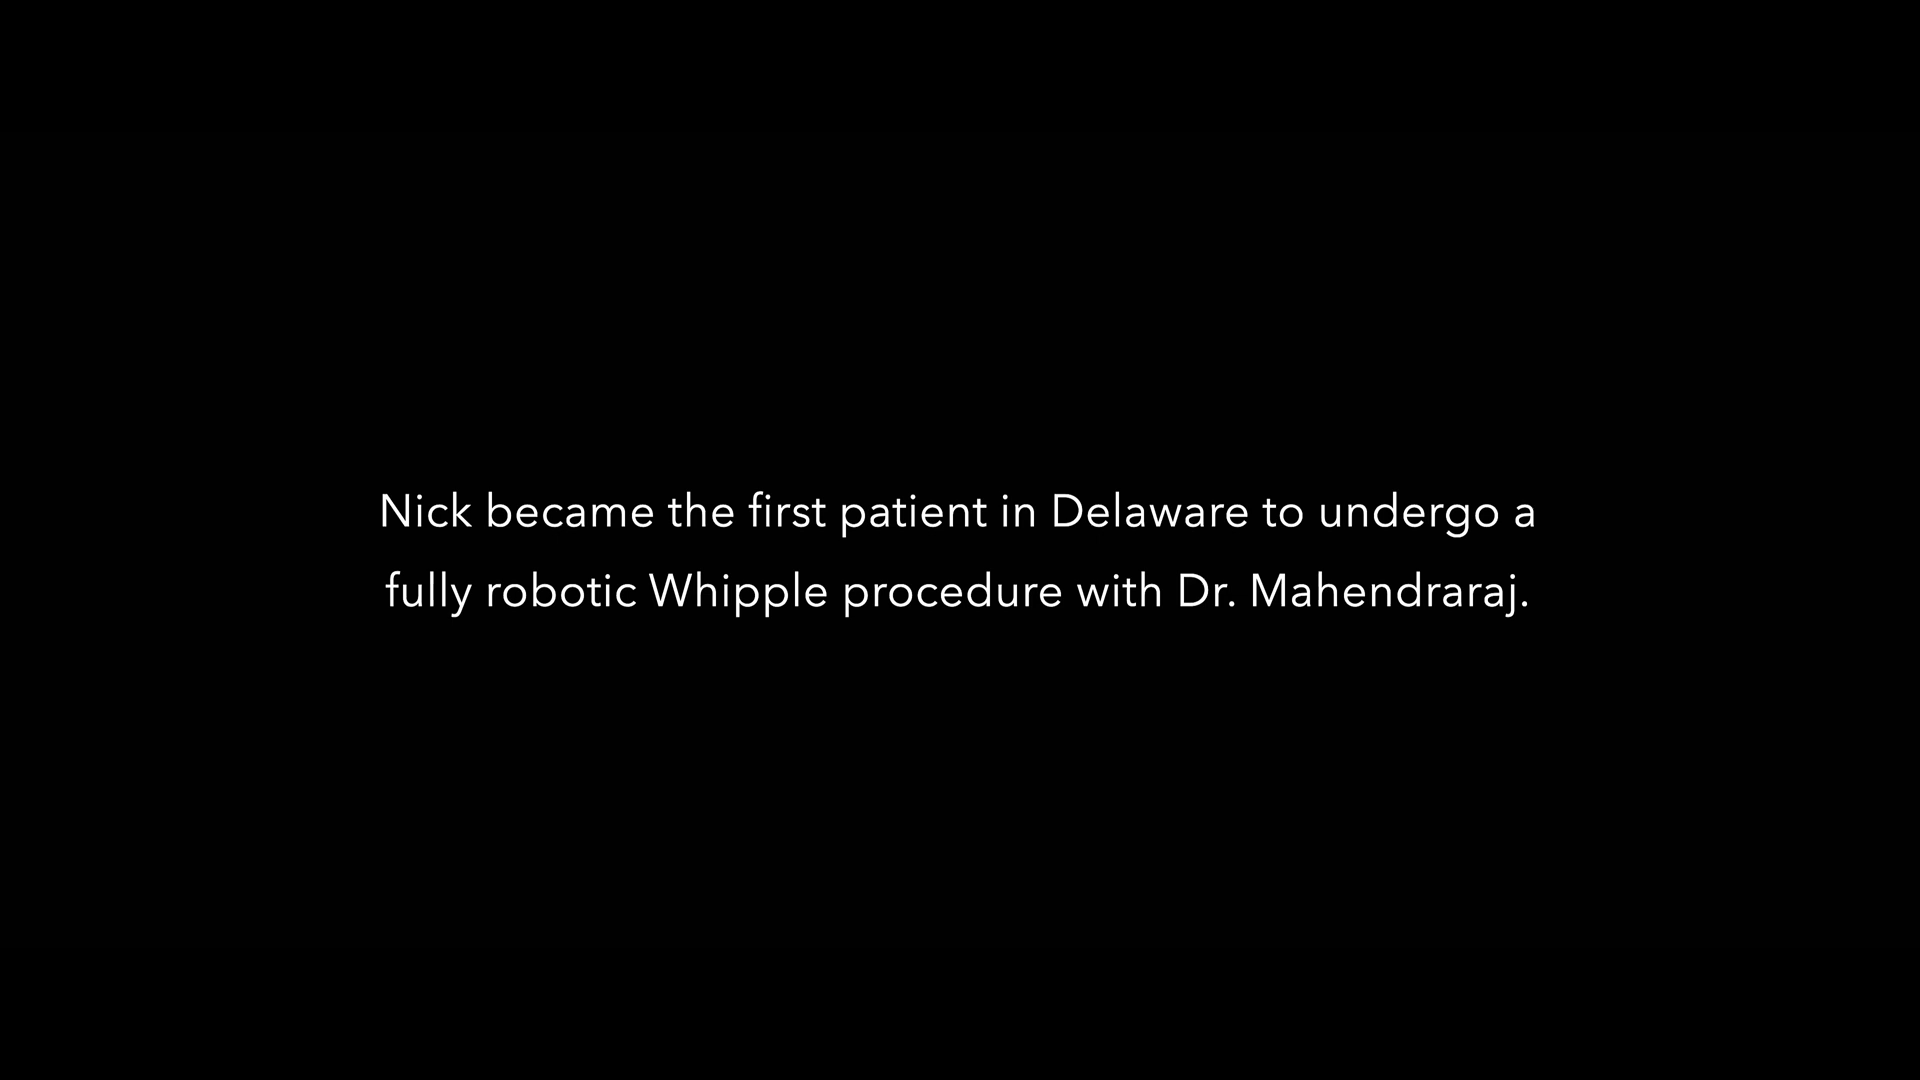 Nick became the first patient in Delaware to undergo a
fully robotic Whipple procedure with Dr. Mahendraraj.